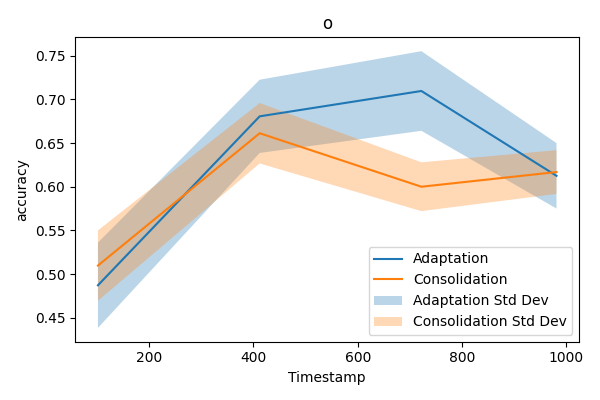 o
0.75
0.70
0.65
0.60
0.55
0.50
0.45
accuracy
200
400
600
800
1000
Timestamp
Adaptation
Consolidation
Adaptation Std Dev
Consolidation Std Dev